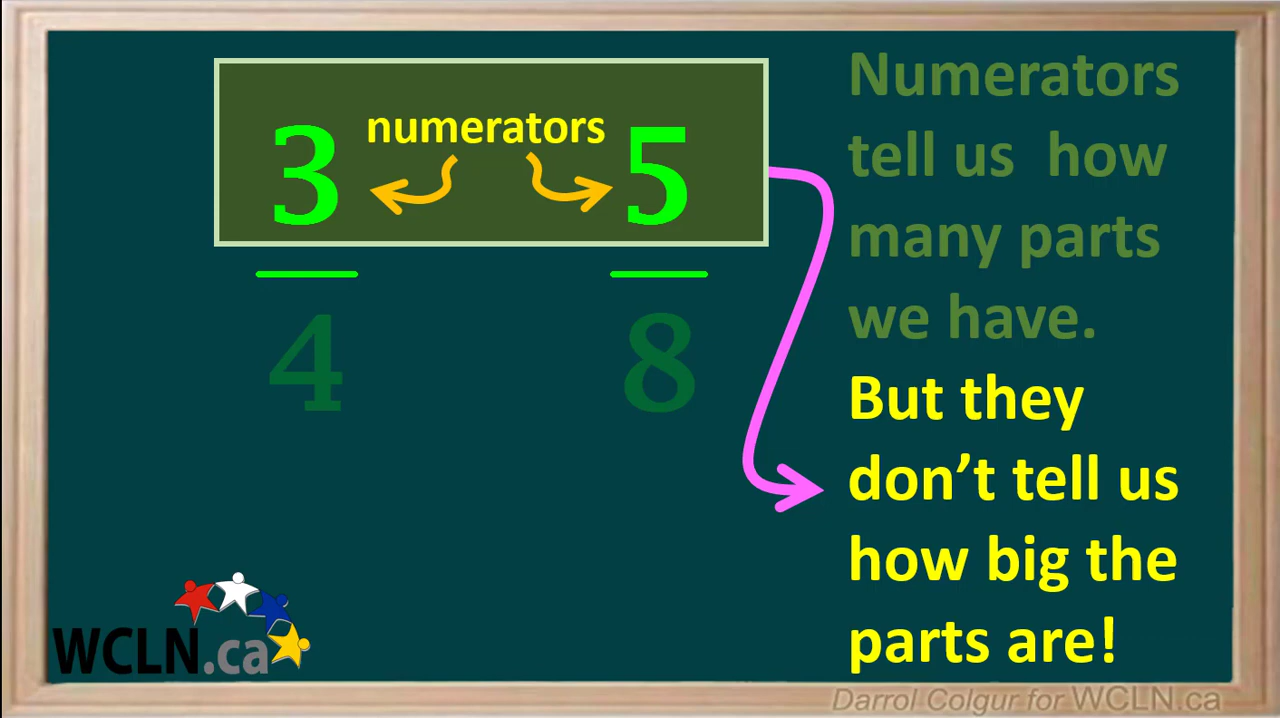 numerators
3 5
4 8
Numerators
tell us how
many parts
we have.
But they
don’t tell us
how big the
parts are!
WCLN.ca
Darrol Colgur for WCLN.ca